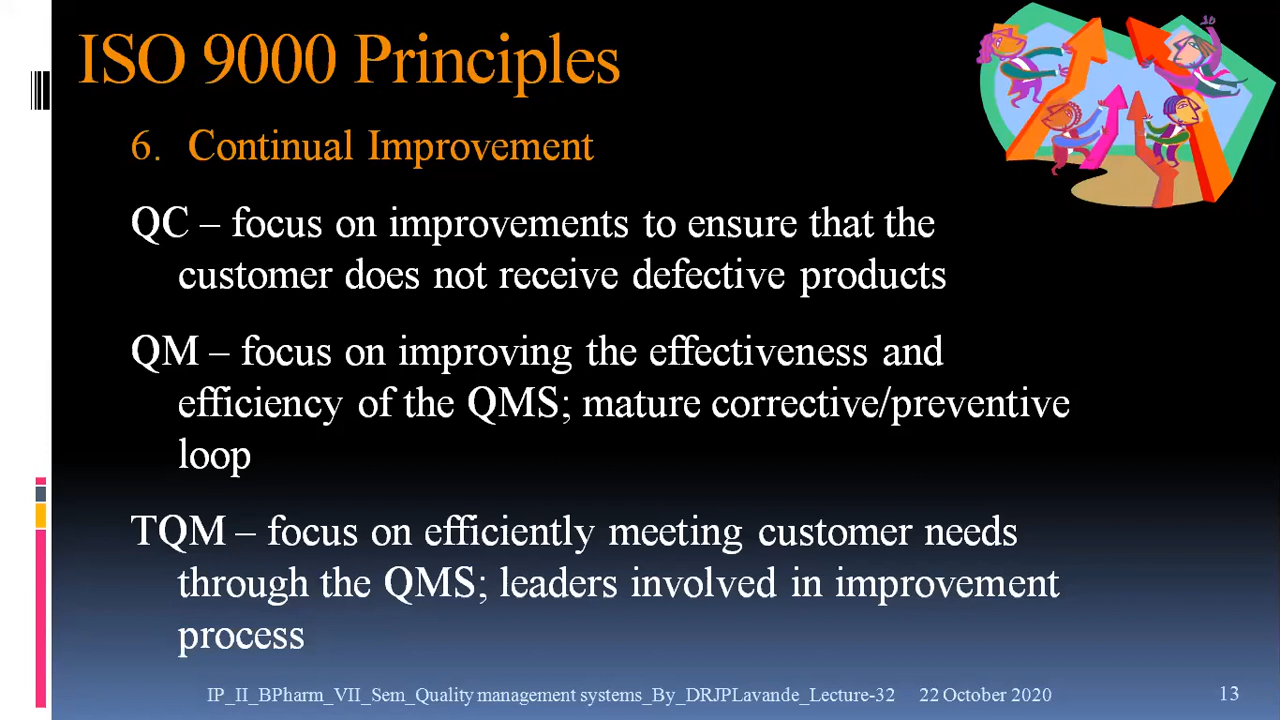 ISO 9000 Principles
6. Continual Improvement
QC – focus on improvements to ensure that the
customer does not receive defective products
QM – focus on improving the effectiveness and
efficiency of the QMS; mature corrective/preventive
loop
TQM – focus on efficiently meeting customer needs
through the QMS; leaders involved in improvement
process
IP_II_BPharm_VII_Sem_Quality management systems_By_DRJPLavande_Lecture-32 22 October 2020 13